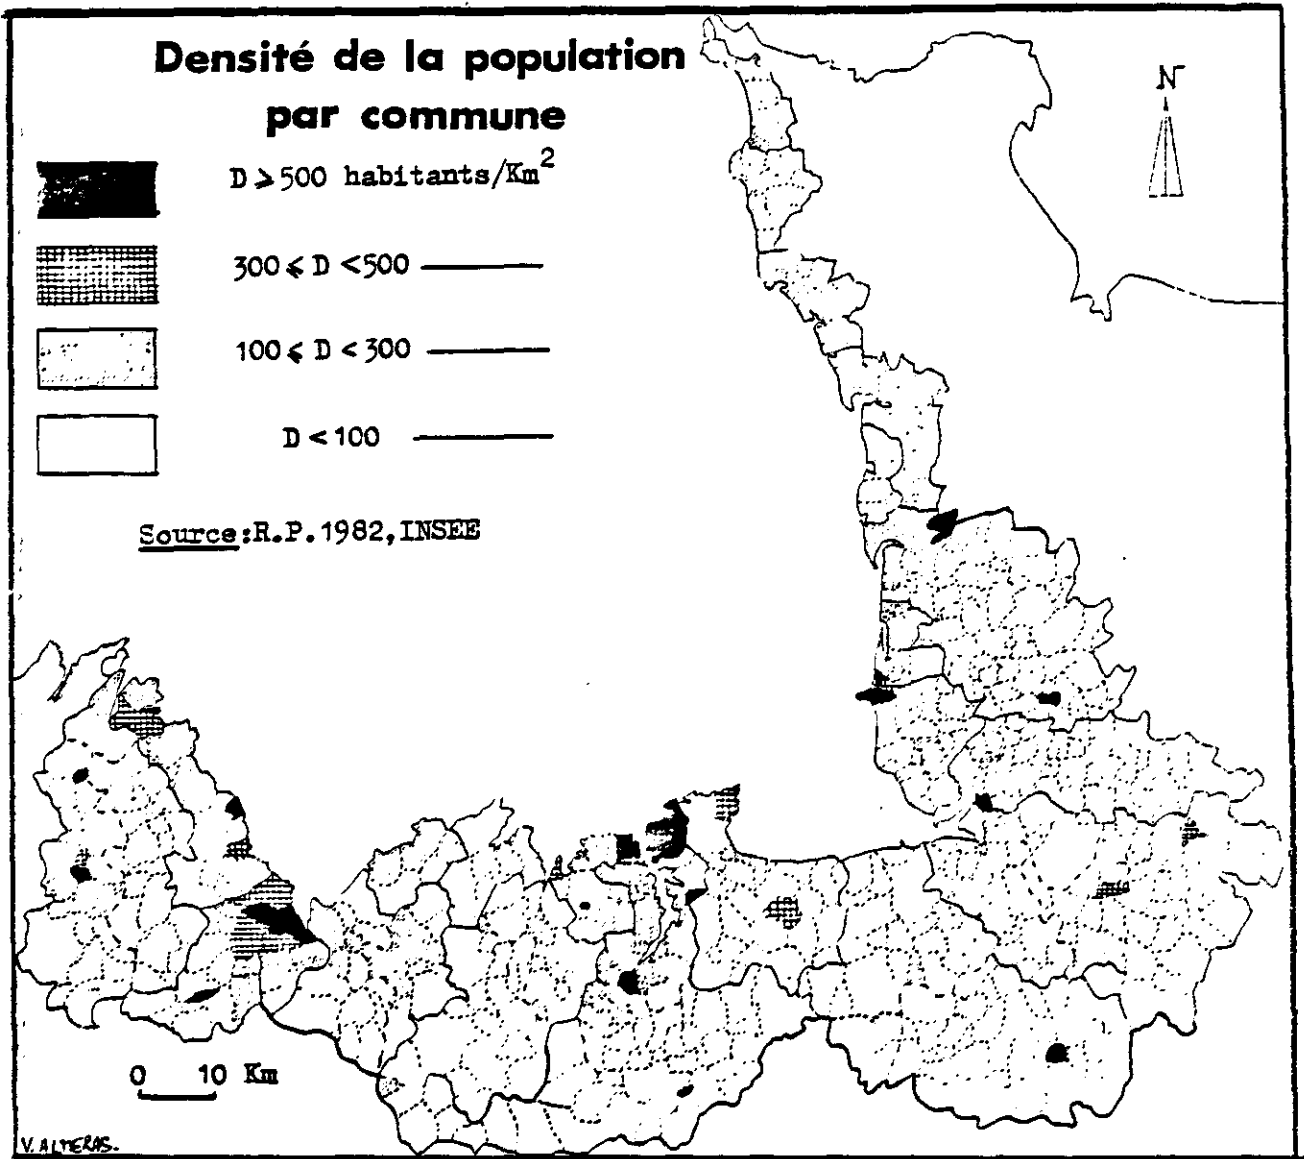 Densité de la population
par commune
D ⩾ 500 habitants/Km²
300 ⩽ D < 500
100 ⩽ D < 300
D < 100
Source: R.P. 1982, INSEE
N
0 10 Km
V. ALMERAS.